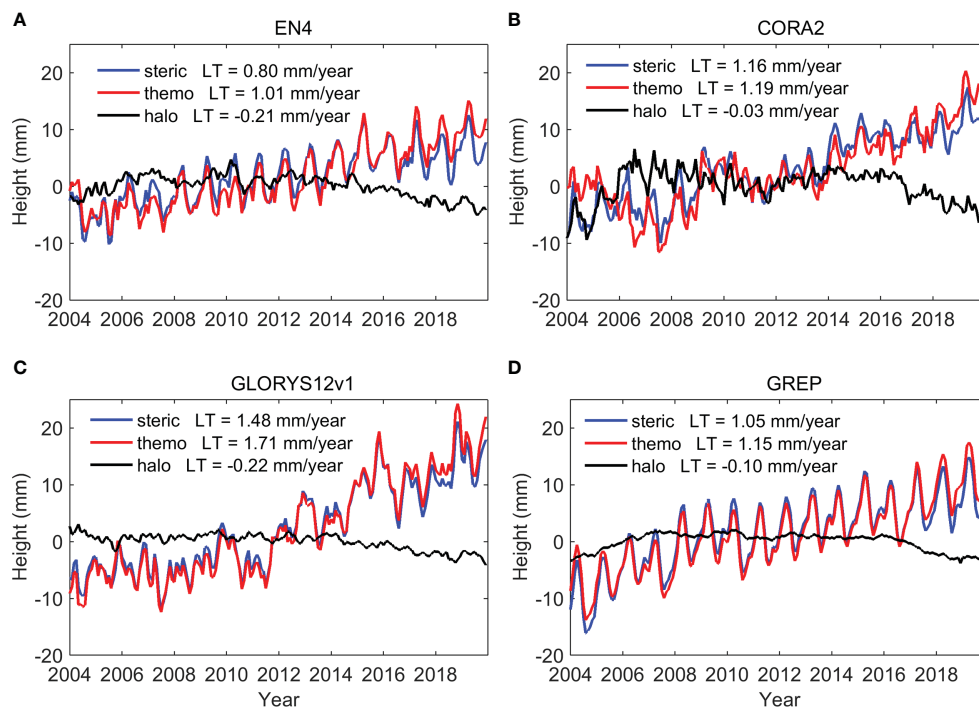 A
EN4
steric LT = 0.80 mm/year
themo LT = 1.01 mm/year
halo LT = -0.21 mm/year
Height (mm)
20
10
0
-10
-20
2004 2006 2008 2010 2012 2014 2016 2018
B
CORA2
steric LT = 1.16 mm/year
themo LT = 1.19 mm/year
halo LT = -0.03 mm/year
Height (mm)
20
10
0
-10
-20
2004 2006 2008 2010 2012 2014 2016 2018
C
GLORYS12v1
steric LT = 1.48 mm/year
themo LT = 1.71 mm/year
halo LT = -0.22 mm/year
Height (mm)
20
10
0
-10
-20
2004 2006 2008 2010 2012 2014 2016 2018
Year
D
GREP
steric LT = 1.05 mm/year
themo LT = 1.15 mm/year
halo LT = -0.10 mm/year
Height (mm)
20
10
0
-10
-20
2004 2006 2008 2010 2012 2014 2016 2018
Year